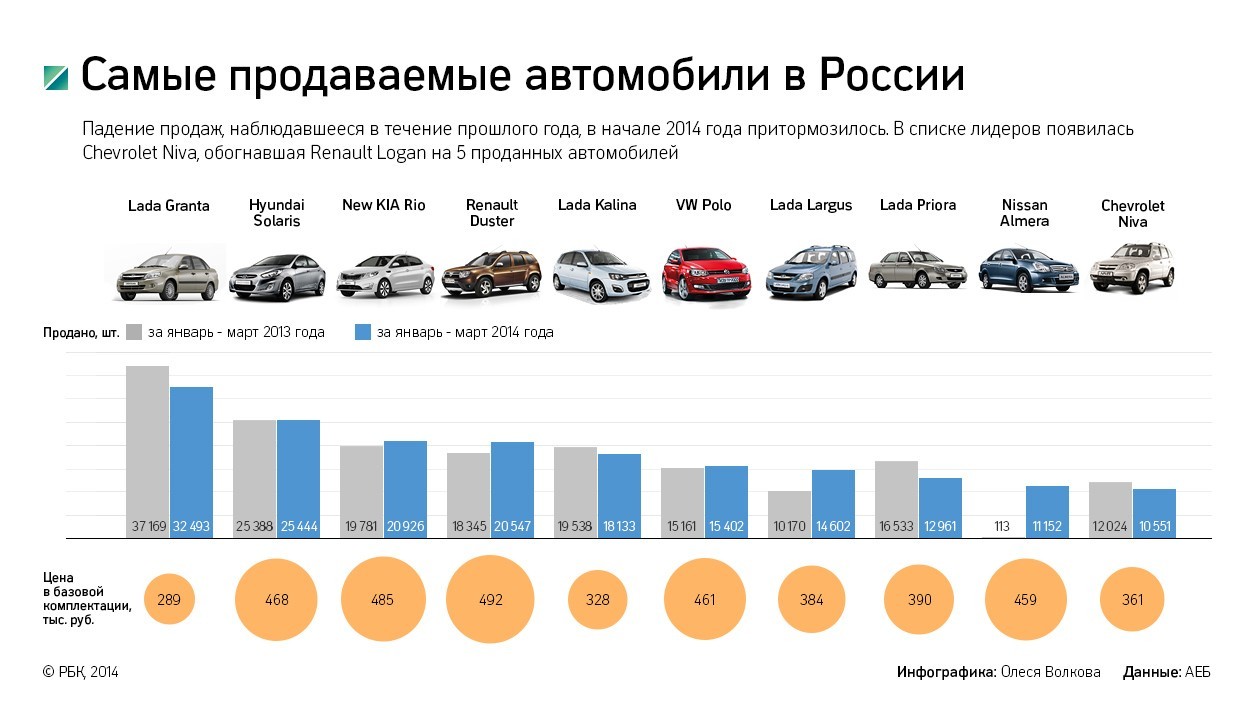 Самые продаваемые автомобили в России
Падение продаж, наблюдавшееся в течение прошлого года, в начале 2014 года притормозилось. В списке лидеров появилась
Chevrolet Niva, обогнавшая Renault Logan на 5 проданных автомобилей
Lada Granta
Hyundai
Solaris
New KIA Rio
Renault
Duster
Lada Kalina
VW Polo
Lada Largus
Lada Priora
Nissan
Almera
Chevrolet
Niva
Продано, шт.
за январь - март 2013 года
за январь - март 2014 года
37 169 32 493
25 388 25 444
19 781 20 926
18 345 20 547
19 538 18 133
15 161 15 402
10 170 14 602
16 533 12 961
113 11 152
12 024 10 551
Цена
в базовой
комплектации,
тыс. руб.
289 468 485 492 328 461 384 390 459 361
© РБК, 2014
Инфографика: Олеся Волкова Данные: АЕБ